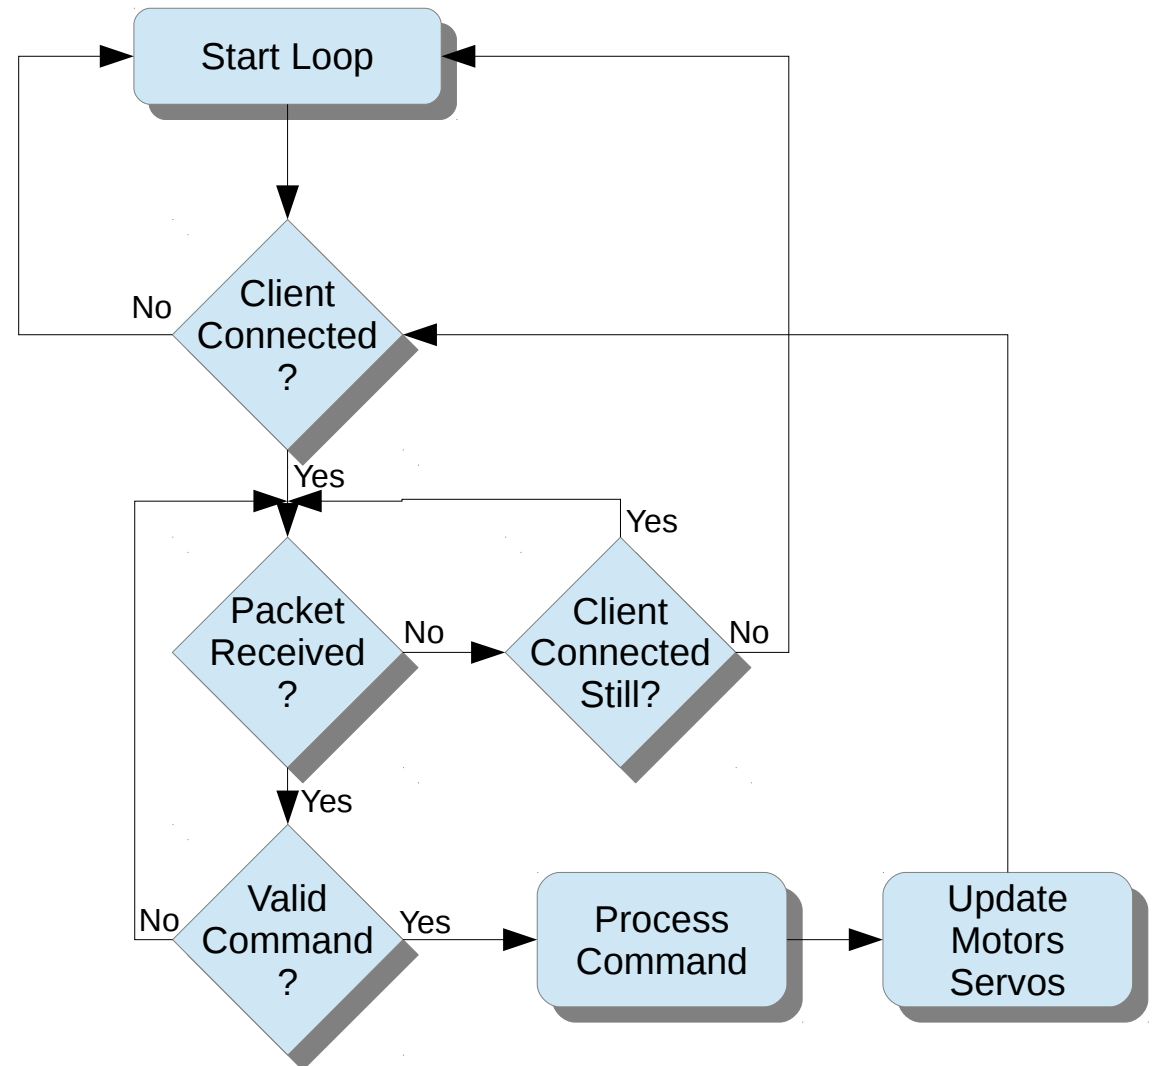 Start Loop
Client
Connected
?
No
Yes
Packet
Received
?
No
Client
Connected
Still?
Yes
No
Yes
Valid
Command
?
No
Yes
Process
Command
Update
Motors
Servos